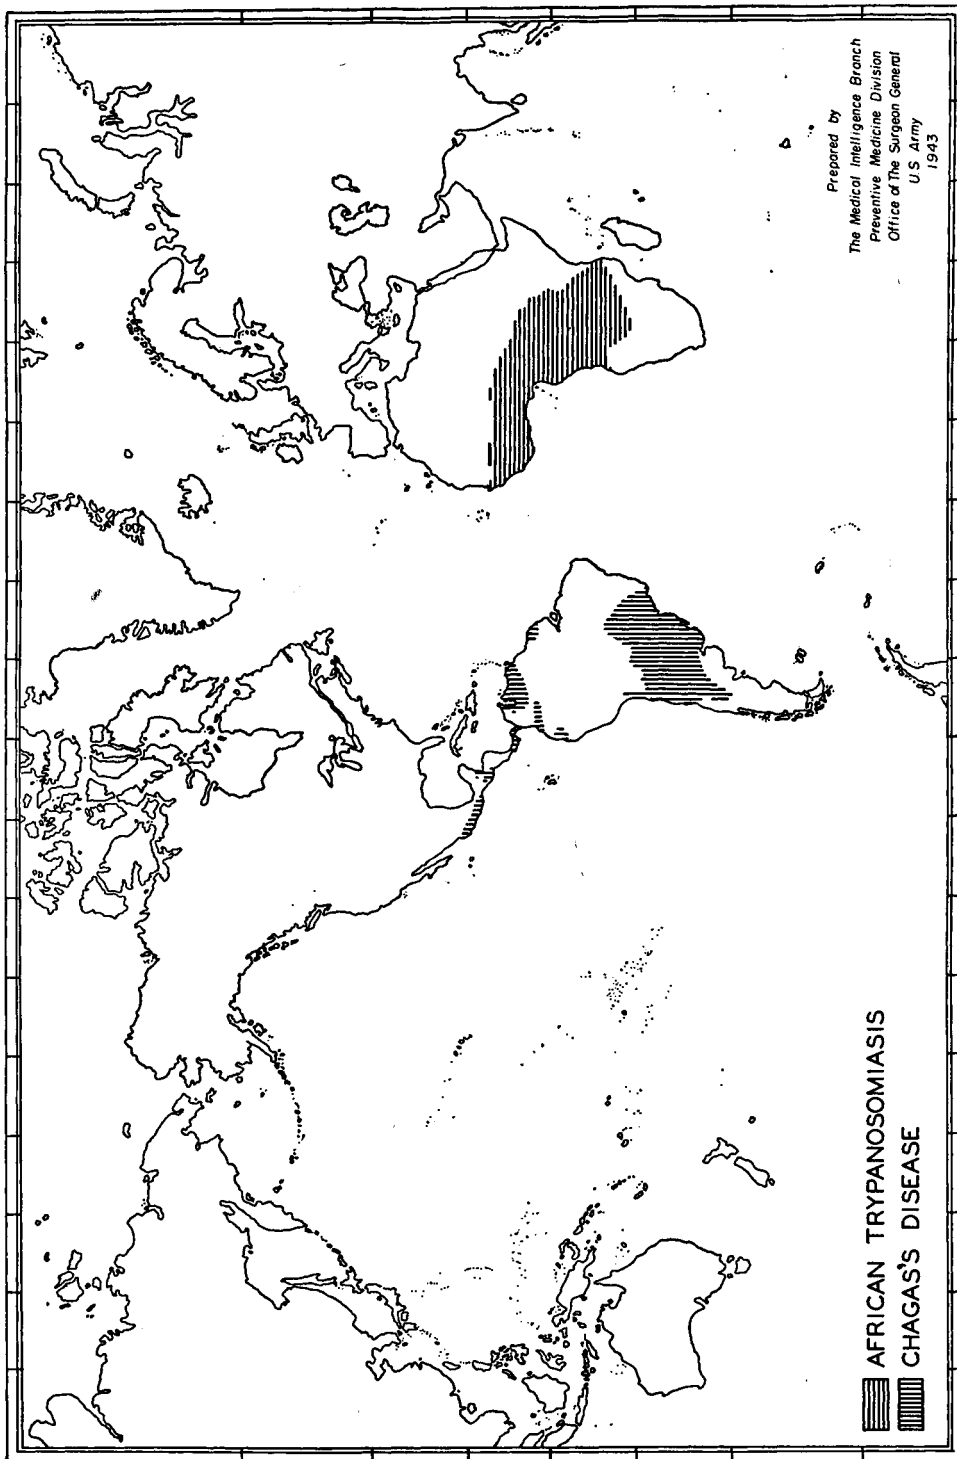 Prepared by
The Medical Intelligence Branch
Preventive Medicine Division
Office of The Surgeon General
U.S. Army
1943
AFRICAN TRYPANOSOMIASIS
CHAGAS'S DISEASE